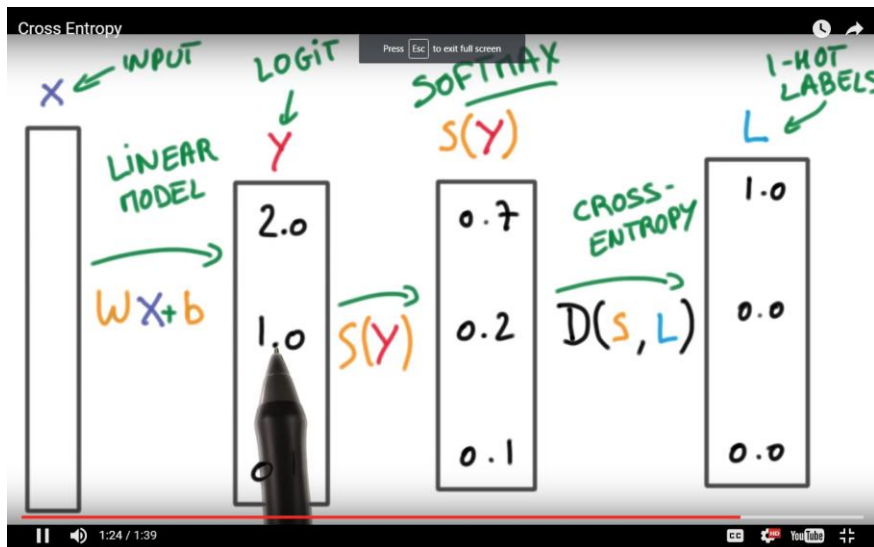 Cross Entropy
Press Esc to exit full screen
INPUT
X
LINEAR
MODEL
WX+b
LOGIT
Y
2.0
1.0
0
S(Y)
SOFTMAX
S(Y)
0.7
0.2
0.1
CROSS-
ENTROPY
D(S,L)
1-HOT
LABELS
L
1.0
0.0
0.0
1:24 / 1:39
CC
HD
YouTube